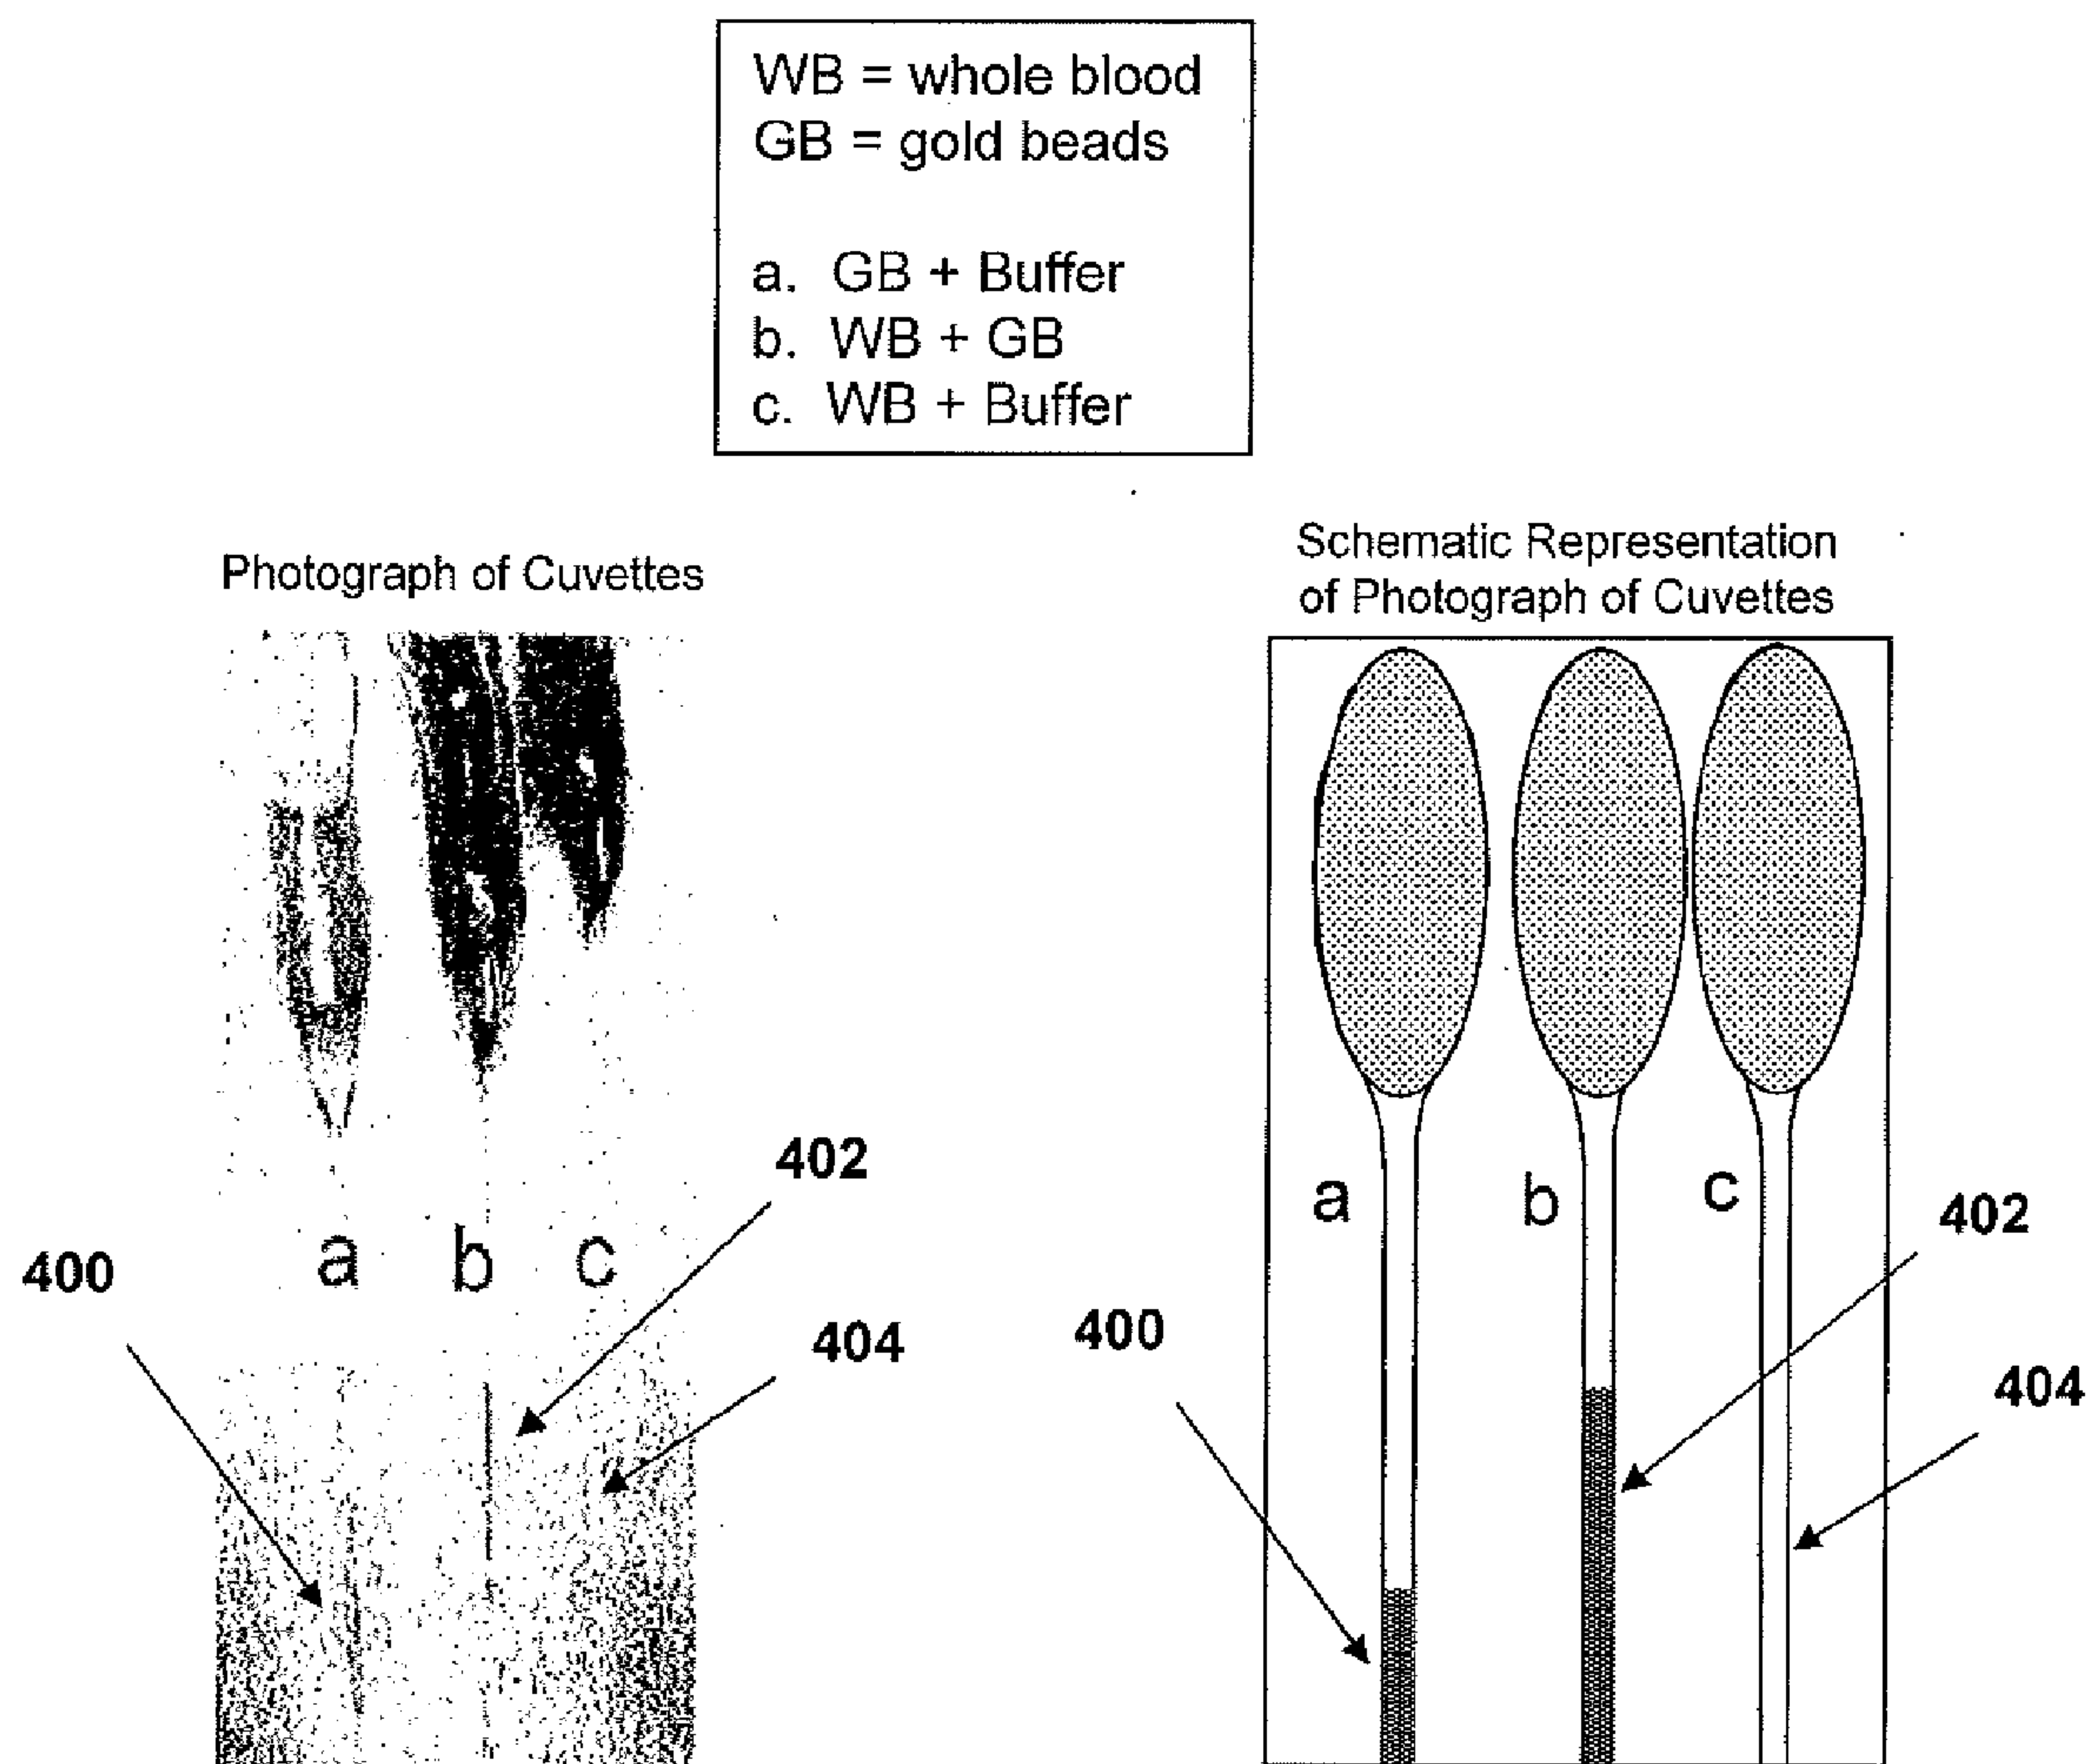 WB = whole blood
GB = gold beads
a. GB + Buffer
b. WB + GB
c. WB + Buffer
Photograph of Cuvettes
a b c
400
402
404
Schematic Representation
of Photograph of Cuvettes
a b c
400
402
404